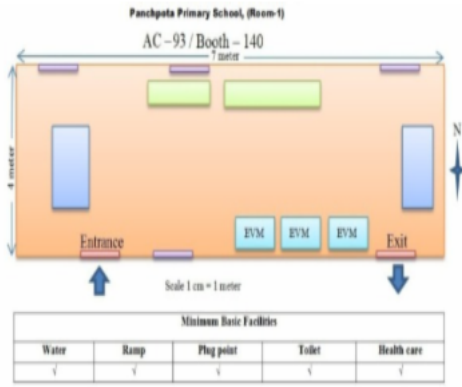 Panchpota Primary School, (Room-1)
AC – 93 / Booth – 140
7 meter
4 meter
N
EVM EVM EVM
Entrance Exit
Scale 1 cm = 1 meter
Minimum Basic Facilities
Water Ramp Plug point Toilet Health care
√ √ √ √ √